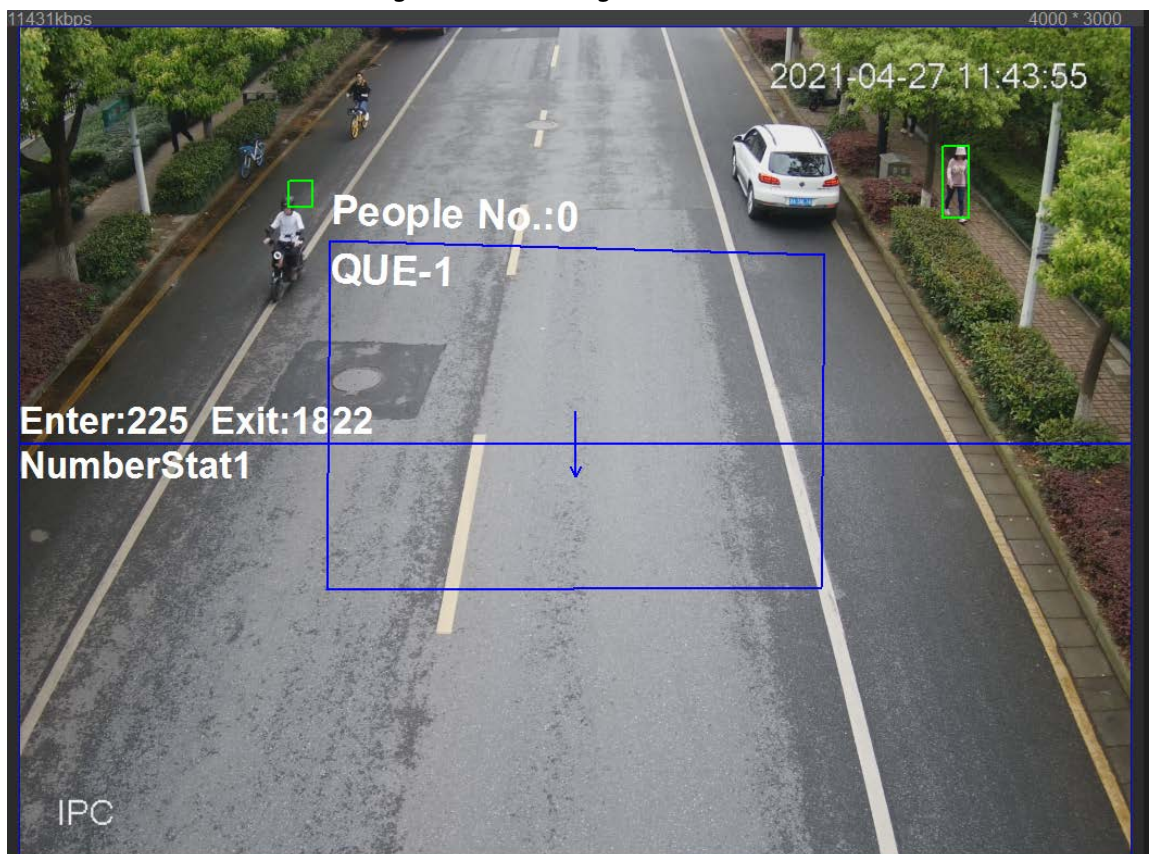 11431kbps
4000 * 3000
2021-04-27 11:43:55
People No.:0
QUE-1
Enter:225 Exit:1822
NumberStat1
IPC